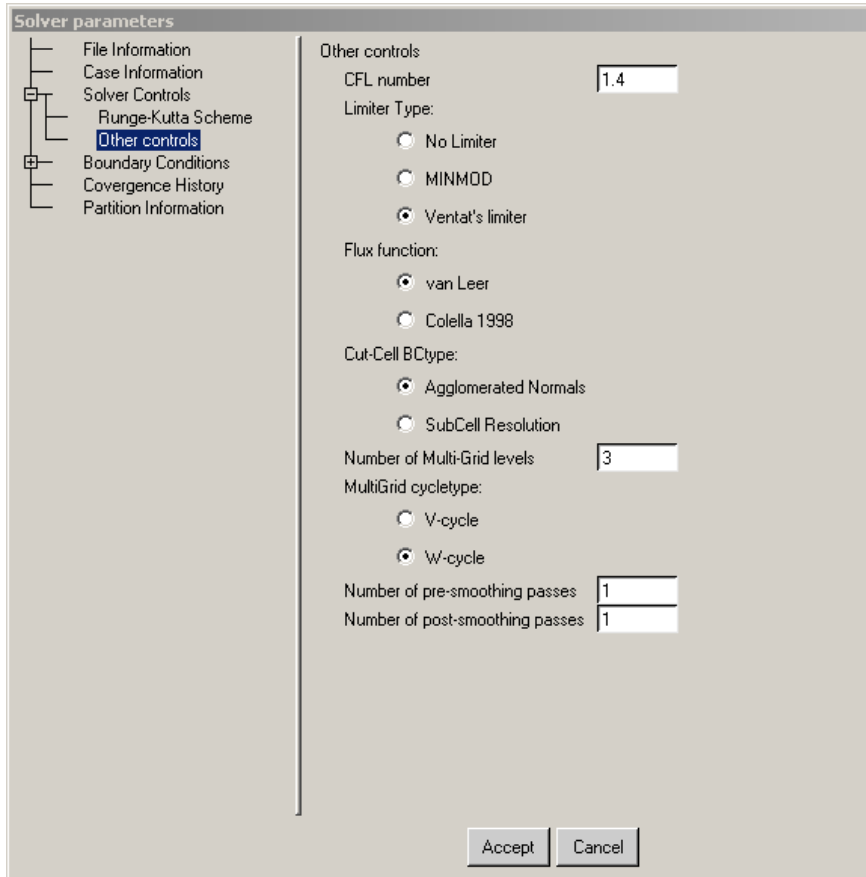 Solver parameters
File Information
Case Information
Solver Controls
Runge-Kutta Scheme
Other controls
Boundary Conditions
Covergence History
Partition Information
Other controls
CFL number 1.4
Limiter Type:
No Limiter
MINMOD
Ventat's limiter
Flux function:
van Leer
Colella 1998
Cut-Cell BCtype:
Agglomerated Normals
SubCell Resolution
Number of Multi-Grid levels 3
MultiGrid cycletype:
V-cycle
W-cycle
Number of pre-smoothing passes 1
Number of post-smoothing passes 1
Accept Cancel